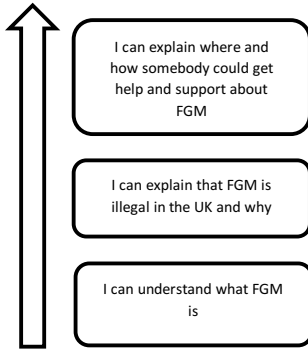 I can explain where and
how somebody could get
help and support about
FGM
I can explain that FGM is
illegal in the UK and why
I can understand what FGM
is